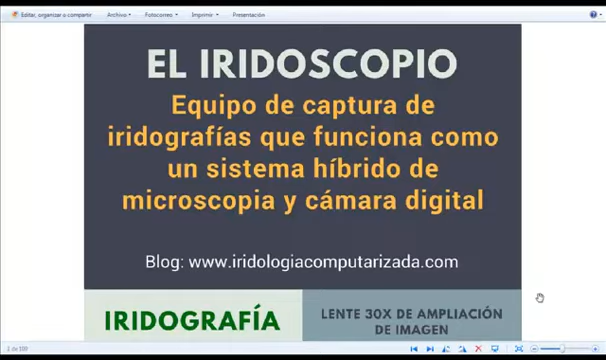 Editar, organizar o compartir Archivo Fotocorreo Imprimir Presentación
EL IRIDOSCOPIO
Equipo de captura de
iridografías que funciona como
un sistema híbrido de
microscopia y cámara digital
Blog: www.iridologiacomputarizada.com
IRIDOGRAFÍA
LENTE 30X DE AMPLIACIÓN
DE IMAGEN